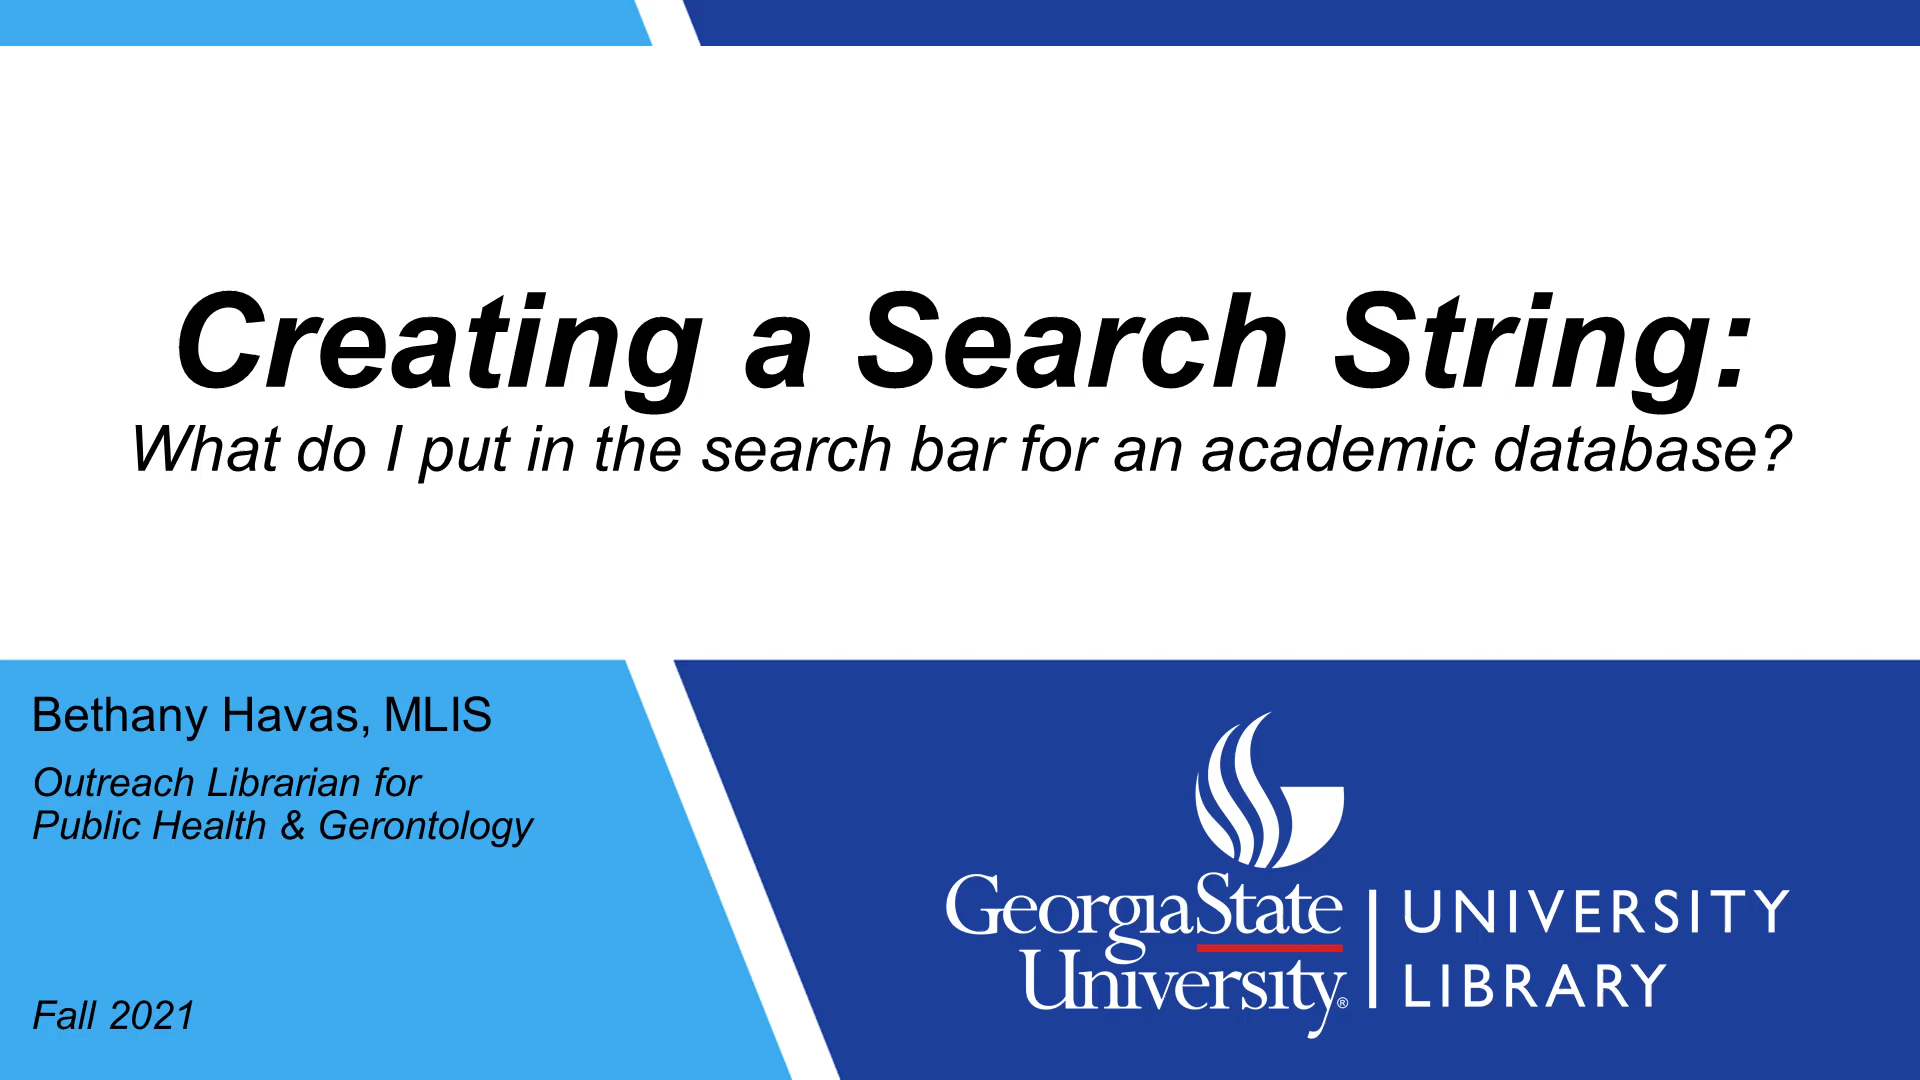 Creating a Search String:
What do I put in the search bar for an academic database?
Bethany Havas, MLIS
Outreach Librarian for
Public Health & Gerontology
Fall 2021
GeorgiaState
University®
UNIVERSITY
LIBRARY